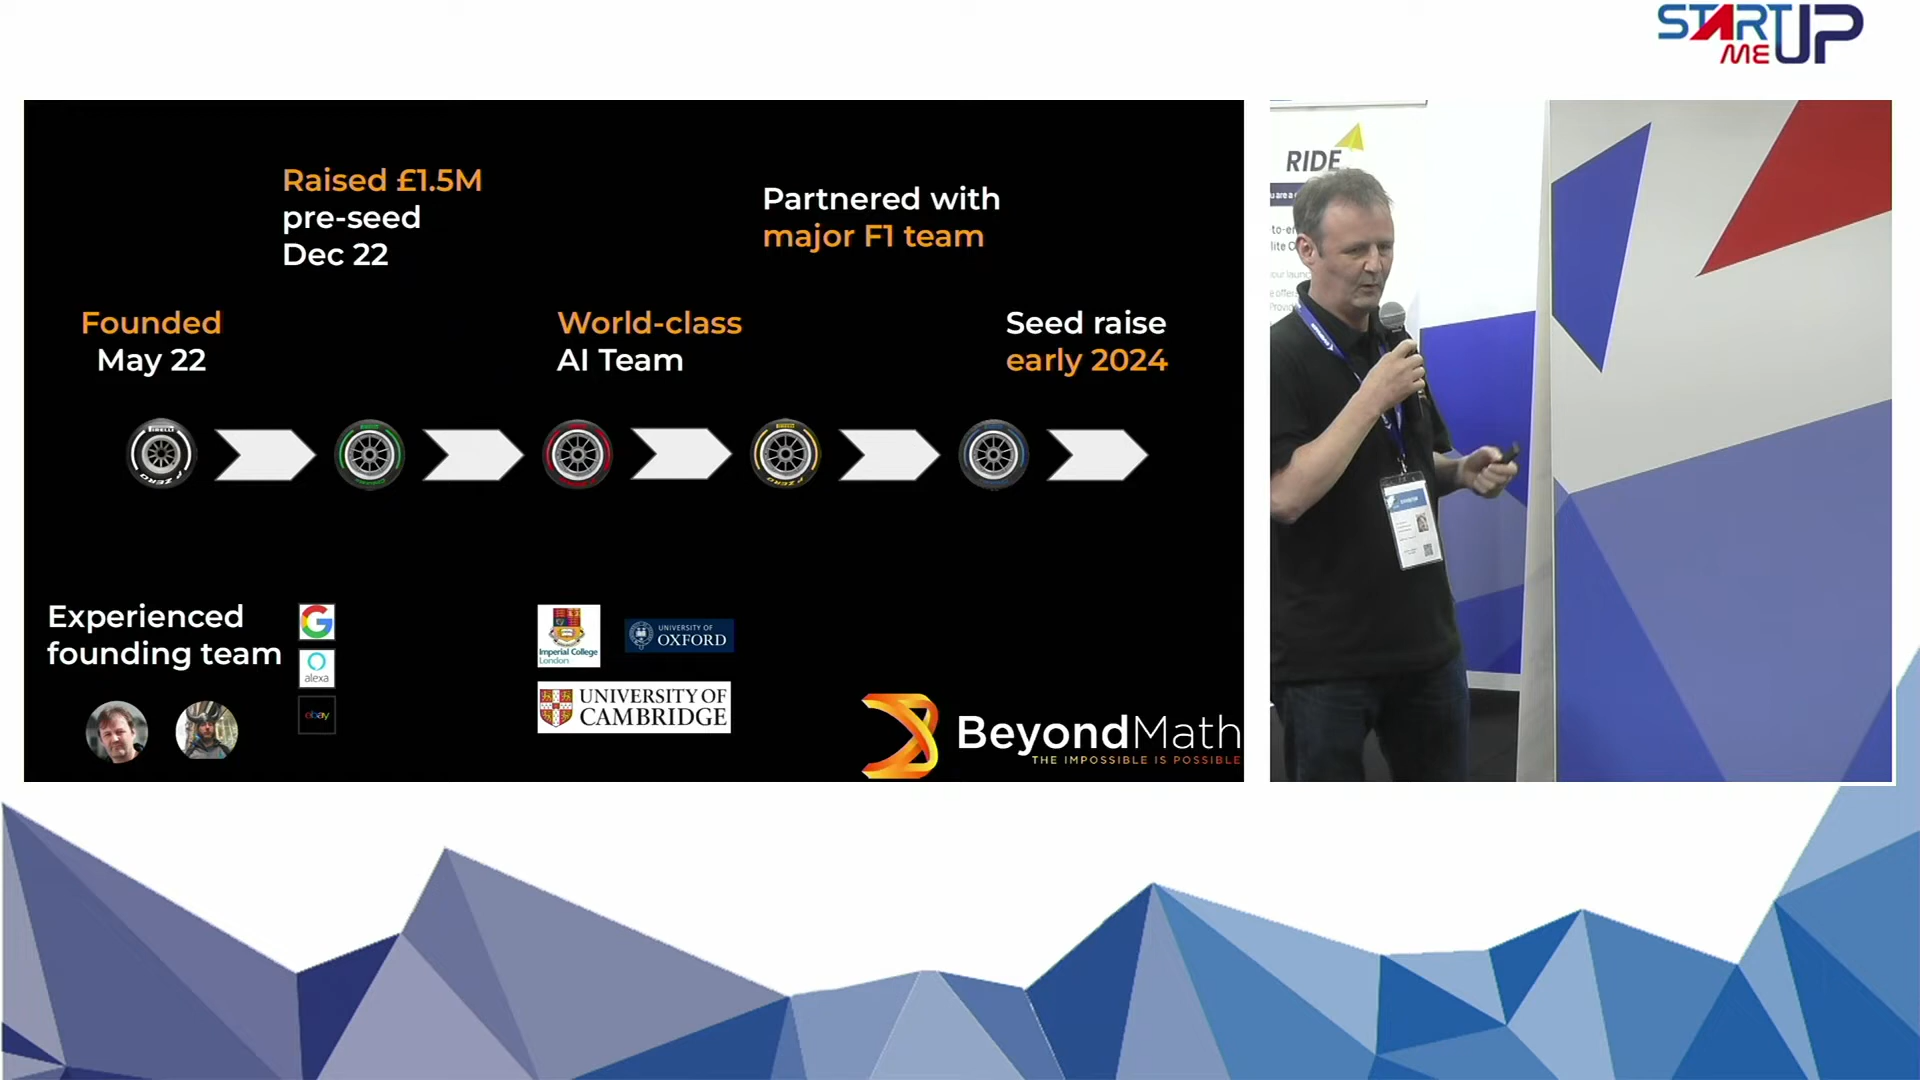 START
ME UP
Raised £1.5M
pre-seed
Dec 22
Partnered with
major F1 team
Founded
May 22
World-class
AI Team
Seed raise
early 2024
Experienced
founding team
G
alexa
ebay
Imperial College
London
UNIVERSITY OF
OXFORD
UNIVERSITY OF
CAMBRIDGE
BeyondMath
THE IMPOSSIBLE IS POSSIBLE
RIDE